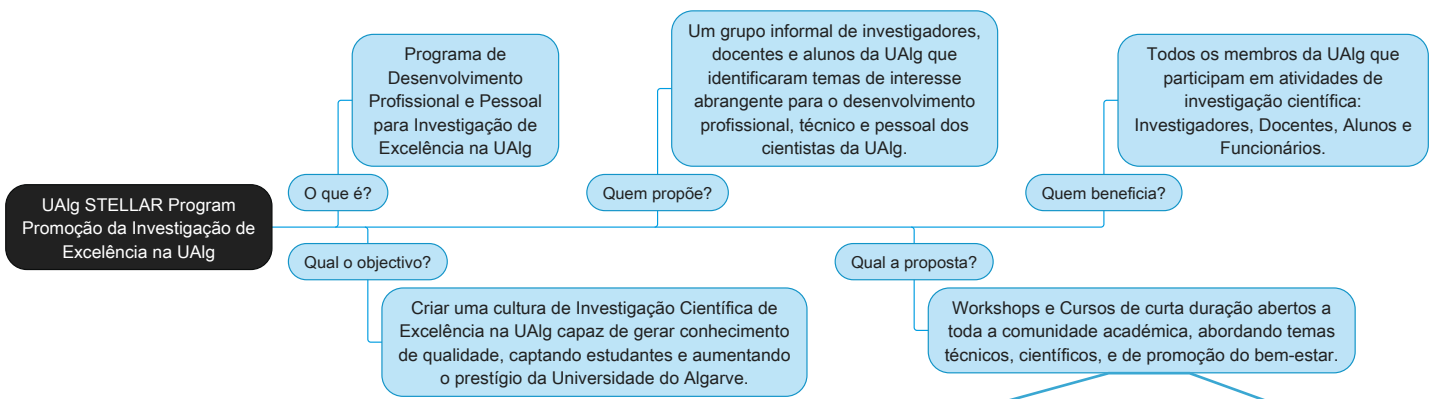 UAlg STELLAR Program
Promoção da Investigação de
Excelência na UAlg
O que é?
Programa de
Desenvolvimento
Profissional e Pessoal
para Investigação de
Excelência na UAlg
Qual o objectivo?
Criar uma cultura de Investigação Científica de
Excelência na UAlg capaz de gerar conhecimento
de qualidade, captando estudantes e aumentando
o prestígio da Universidade do Algarve.
Quem propõe?
Um grupo informal de investigadores,
docentes e alunos da UAlg que
identificaram temas de interesse
abrangente para o desenvolvimento
profissional, técnico e pessoal dos
cientistas da UAlg.
Qual a proposta?
Workshops e Cursos de curta duração abertos a
toda a comunidade académica, abordando temas
técnicos, científicos, e de promoção do bem-estar.
Quem beneficia?
Todos os membros da UAlg que
participam em atividades de
investigação científica:
Investigadores, Docentes, Alunos e
Funcionários.